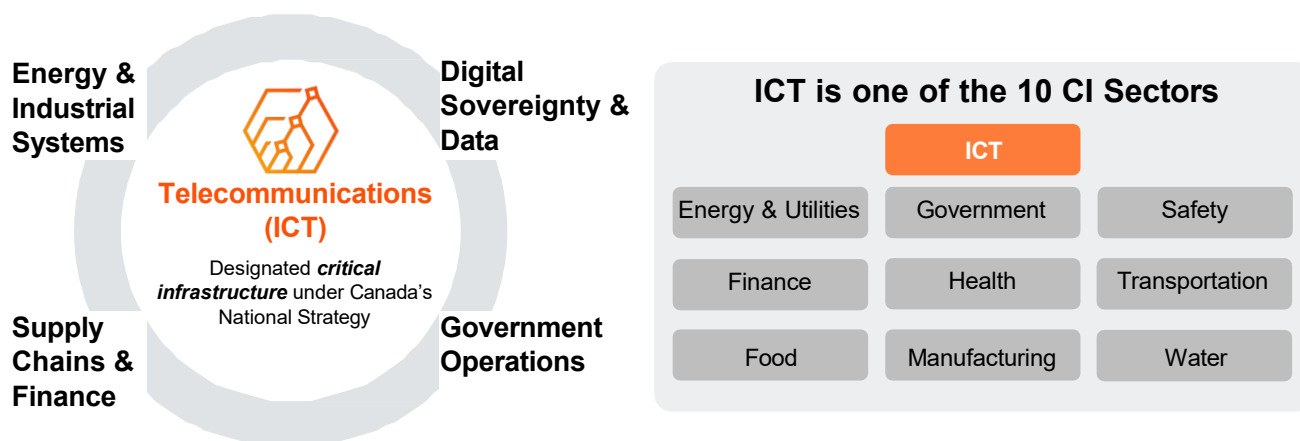 Energy &
Industrial
Systems
Digital
Sovereignty &
Data
Telecommunications
(ICT)
Designated critical
infrastructure under Canada's
National Strategy
Supply
Chains &
Finance
Government
Operations
ICT is one of the 10 CI Sectors
ICT
Energy & Utilities
Government
Safety
Finance
Health
Transportation
Food
Manufacturing
Water